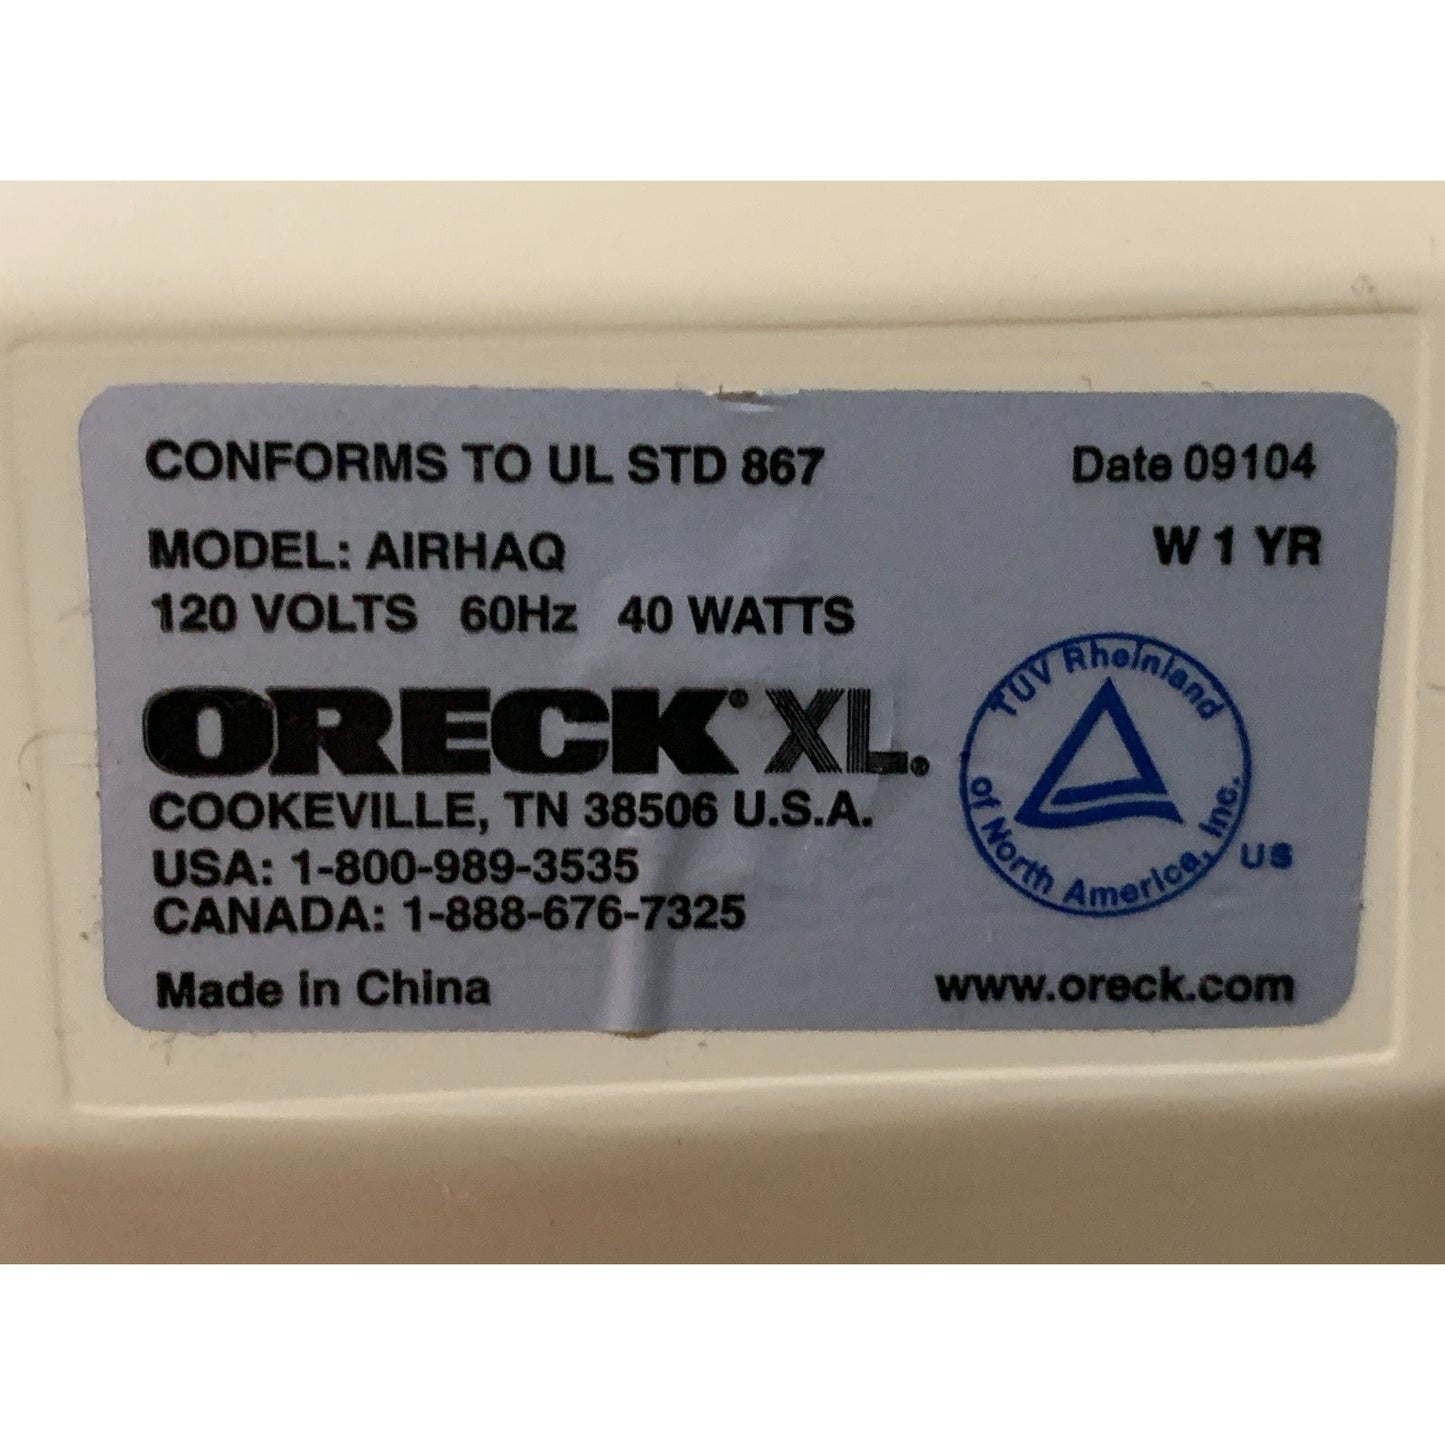 CONFORMS TO UL STD 867
Date 09104
MODEL: AIRHAQ
W 1 YR
120 VOLTS 60Hz 40 WATTS
ORECK® XL®
COOKEVILLE, TN 38506 U.S.A.
USA: 1-800-989-3535
CANADA: 1-888-676-7325
Made in China
TUV Rheinland
of North America, Inc.
US
www.oreck.com